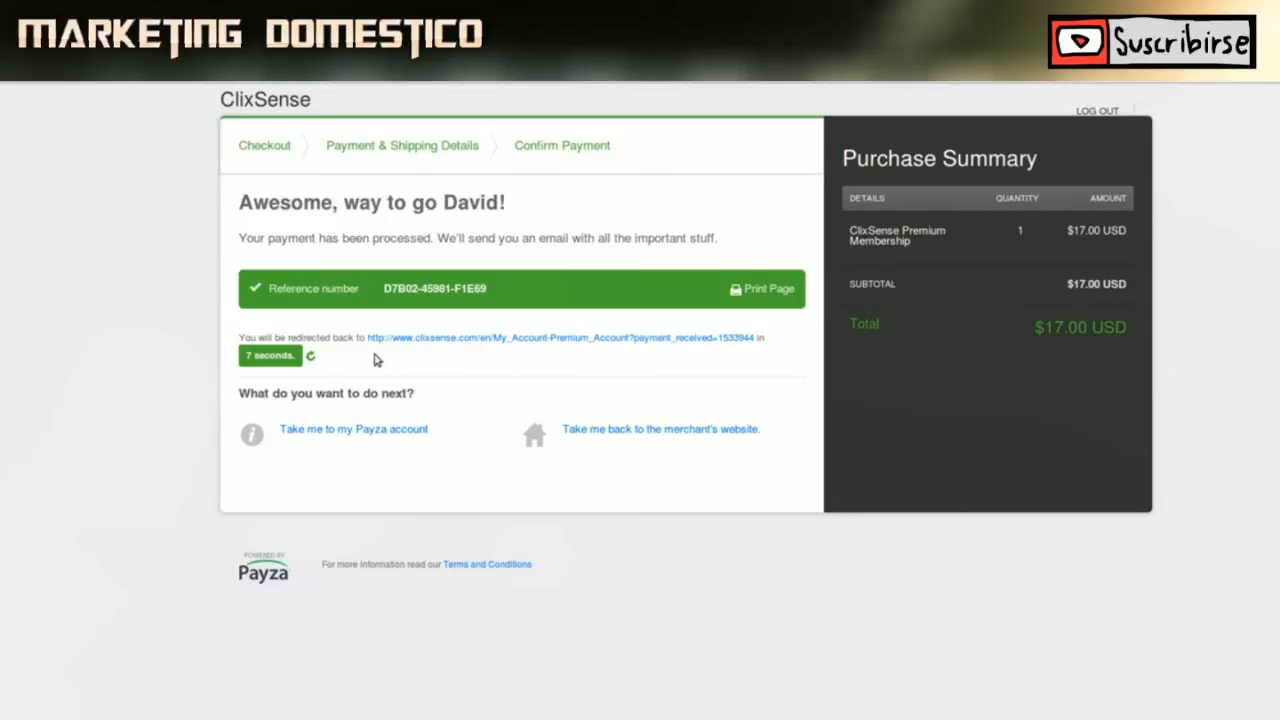 MARKETING DOMESTICO
Suscribirse
ClixSense
LOG OUT
Checkout
Payment & Shipping Details
Confirm Payment
Awesome, way to go David!
Your payment has been processed. We'll send you an email with all the important stuff.
Reference number D7B02-45981-F1E69
Print Page
You will be redirected back to http://www.clixsense.com/en/My_Account-Premium_Account?payment_received=1533944 in
7 seconds.
What do you want to do next?
Take me to my Payza account
Take me back to the merchant's website.
Purchase Summary
DETAILS QUANTITY AMOUNT
ClixSense Premium 1 $17.00 USD
Membership
SUBTOTAL $17.00 USD
Total $17.00 USD
POWERED BY
Payza
For more information read our Terms and Conditions